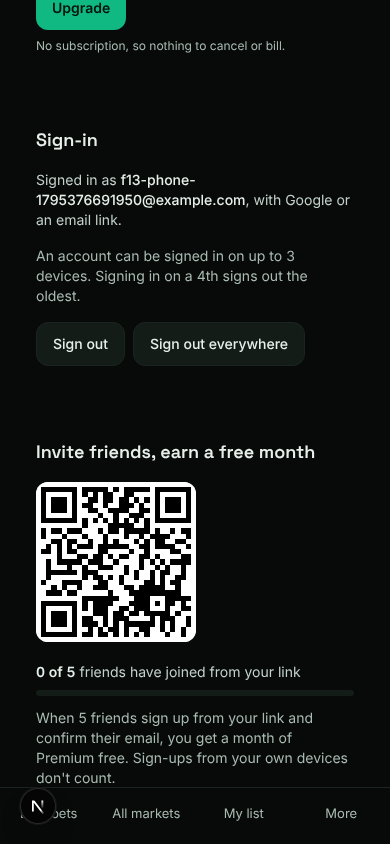 Upgrade
No subscription, so nothing to cancel or bill.
Sign-in
Signed in as f13-phone-
1795376691950@example.com, with Google or
an email link.
An account can be signed in on up to 3
devices. Signing in on a 4th signs out the
oldest.
Sign out
Sign out everywhere
Invite friends, earn a free month
0 of 5 friends have joined from your link
When 5 friends sign up from your link and
confirm their email, you get a month of
Premium free. Sign-ups from your own devices
don't count.
N
All markets
My list
More